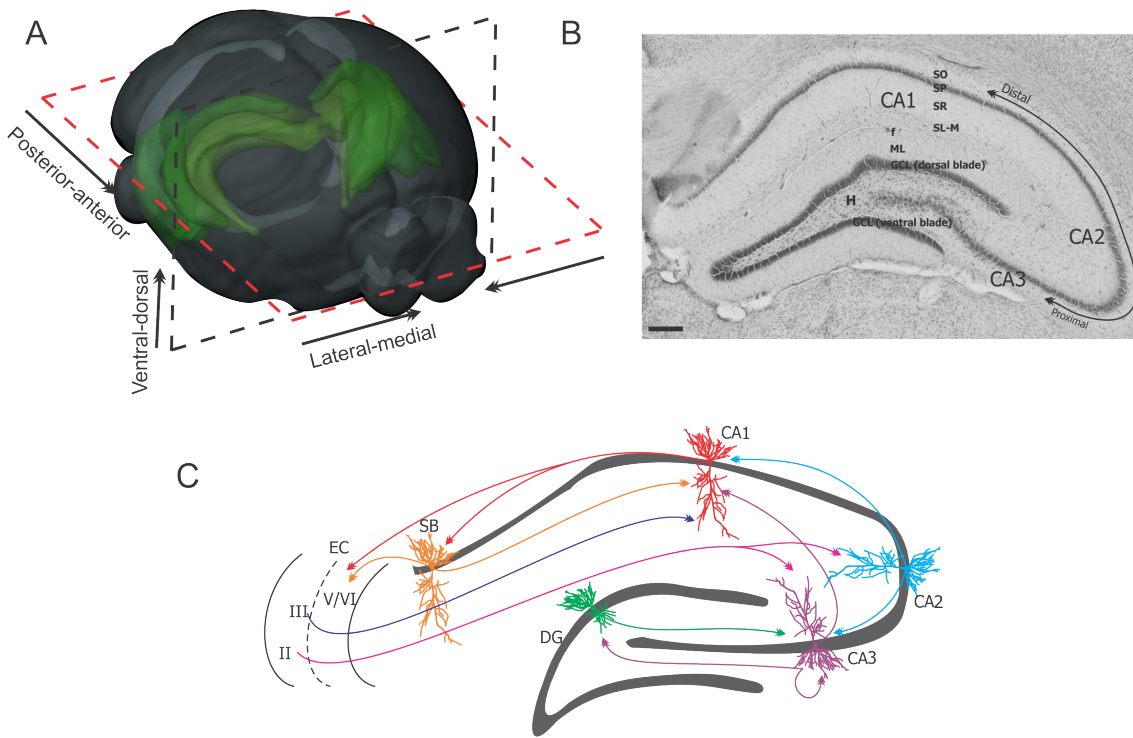 A
Posterior-anterior
Ventral-dorsal
Lateral-medial
B
SO
SP
CA1
SR
Distal
SL-M
f
ML
GCL (dorsal blade)
H
GCL (ventral blade)
CA2
CA3
Proximal
C
CA1
SB
EC
V/VI
III
II
DG
CA2
CA3